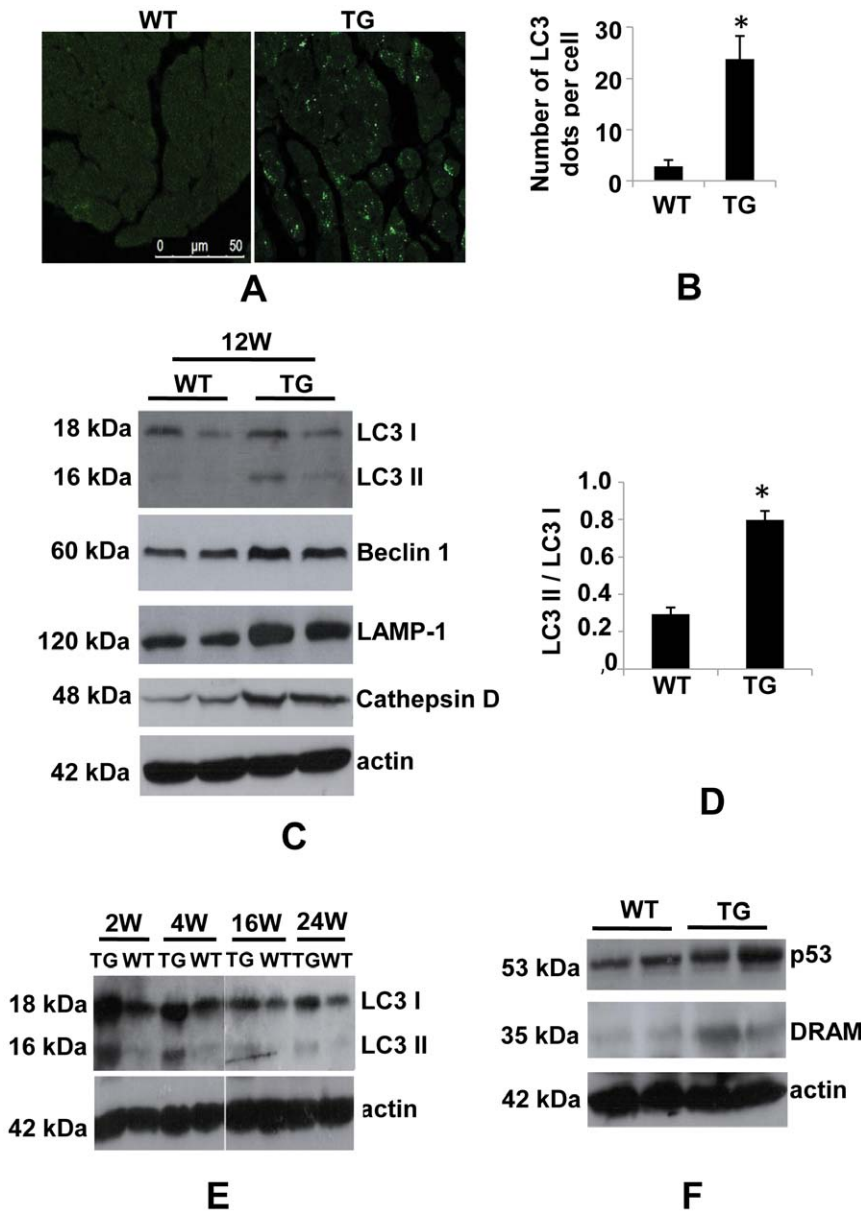 WT TG
0 µm 50
A
Number of LC3
dots per cell
30
20
10
0
*
WT TG
B
12W
WT TG
18 kDa LC3 I
16 kDa LC3 II
60 kDa Beclin 1
120 kDa LAMP-1
48 kDa Cathepsin D
42 kDa actin
C
LC3 II / LC3 I
1.0
0.8
0.6
0.4
0.2
,0
*
WT TG
D
2W 4W 16W 24W
TG WT TG WT TG WT TG WT
18 kDa LC3 I
16 kDa LC3 II
42 kDa actin
E
WT TG
53 kDa p53
35 kDa DRAM
42 kDa actin
F